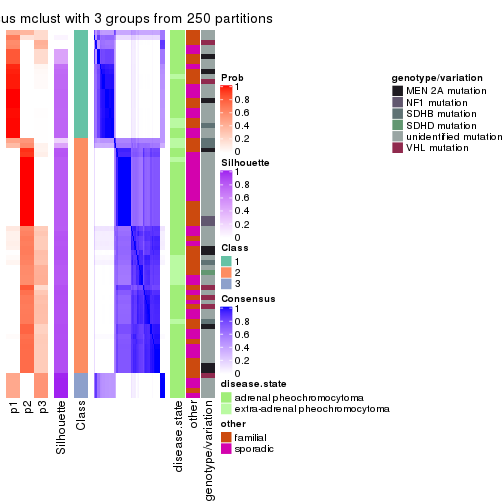 us mclust with 3 groups from 250 partitions
p1
p2
p3
Silhouette
Class
disease.state
other
genotype/variation
Prob
1
0.8
0.6
0.4
0.2
0
Silhouette
1
0.8
0.6
0.4
0.2
0
Class
1
2
3
Consensus
1
0.8
0.6
0.4
0.2
0
disease.state
adrenal pheochromocytoma
extra-adrenal pheochromocytoma
other
familial
sporadic
genotype/variation
MEN 2A mutation
NF1 mutation
SDHB mutation
SDHD mutation
unidentified mutation
VHL mutation